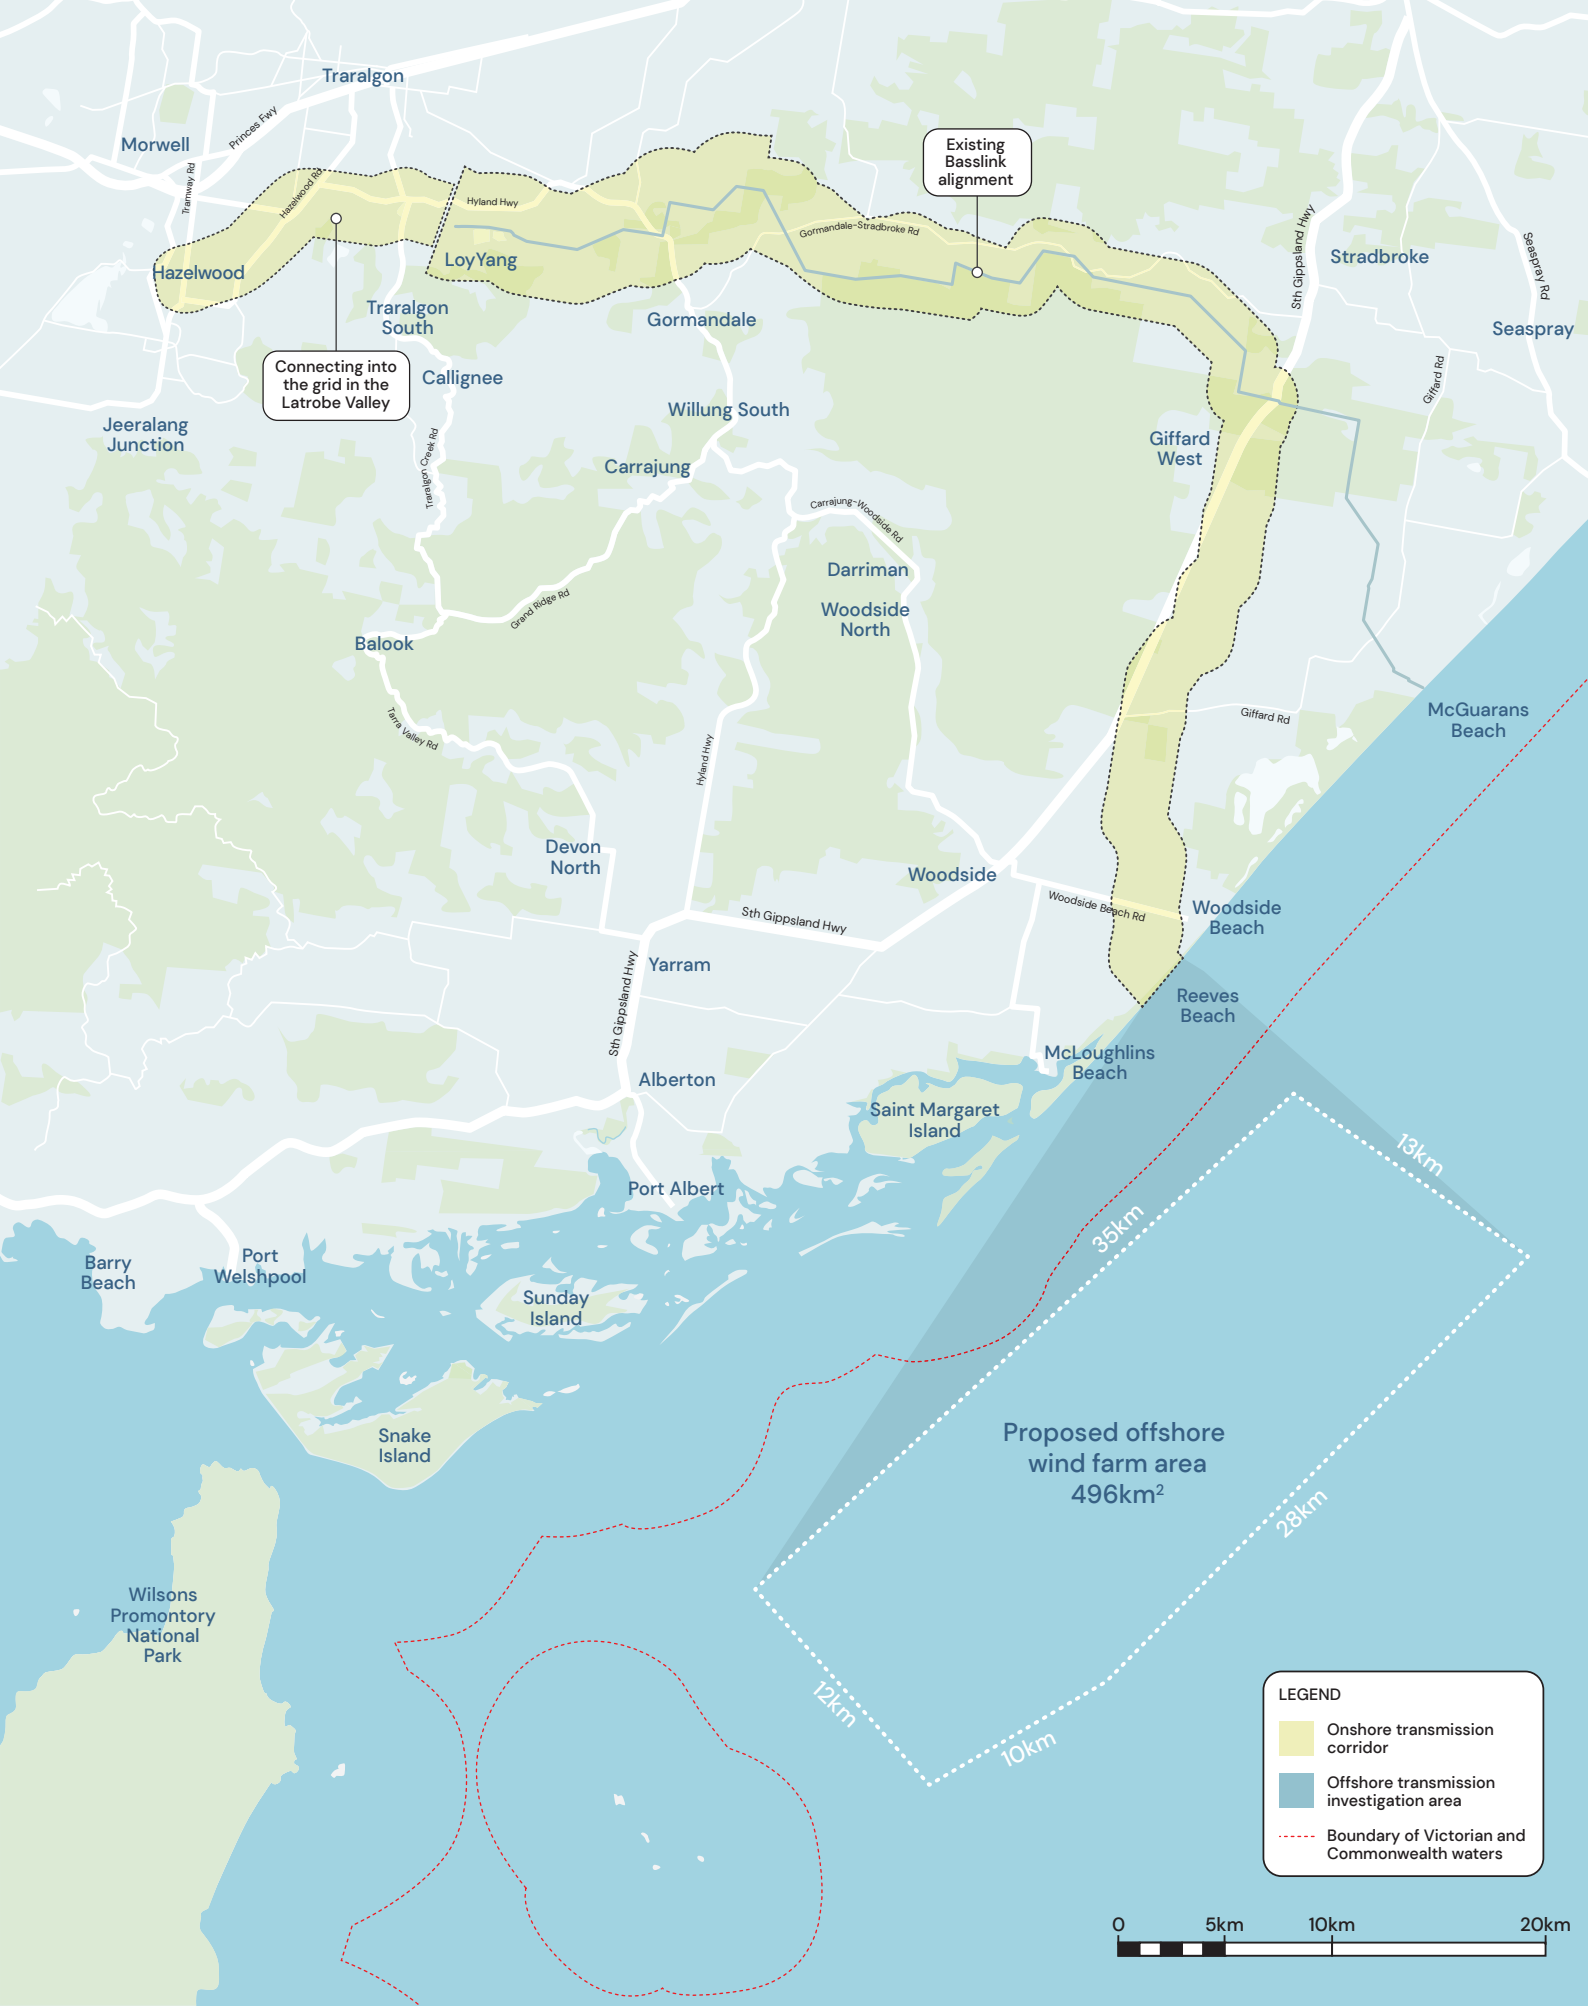 Traralgon
Morwell
Princes Fwy
Tramway Rd
Hazelwood Rd
Existing
Basslink
alignment
Hyland Hwy
Gormandale-Stradbroke Rd
Sth Gippsland Hwy
Stradbroke
Seaspray Rd
Seaspray
Hazelwood
LoyYang
Traralgon
South
Gormandale
Connecting into
the grid in the
Latrobe Valley
Callignee
Giffard Rd
Willung South
Jeeralang
Junction
Giffard
West
Carrajung
Traralgon Creek Rd
Carrajung-Woodside Rd
Darriman
Woodside
North
Grand Ridge Rd
Balook
Tarra Valley Rd
Hyland Hwy
Giffard Rd
McGuarans
Beach
Devon
North
Woodside
Woodside Beach Rd
Woodside
Beach
Sth Gippsland Hwy
Yarram
Sth Gippsland Hwy
Reeves
Beach
McLoughlins
Beach
Alberton
Saint Margaret
Island
13km
Port Albert
35km
Barry
Beach
Port
Welshpool
Sunday
Island
Snake
Island
Proposed offshore
wind farm area
496km²
28km
Wilsons
Promontory
National
Park
12km
10km
LEGEND
Onshore transmission
corridor
Offshore transmission
investigation area
Boundary of Victorian and
Commonwealth waters
0 5km 10km 20km